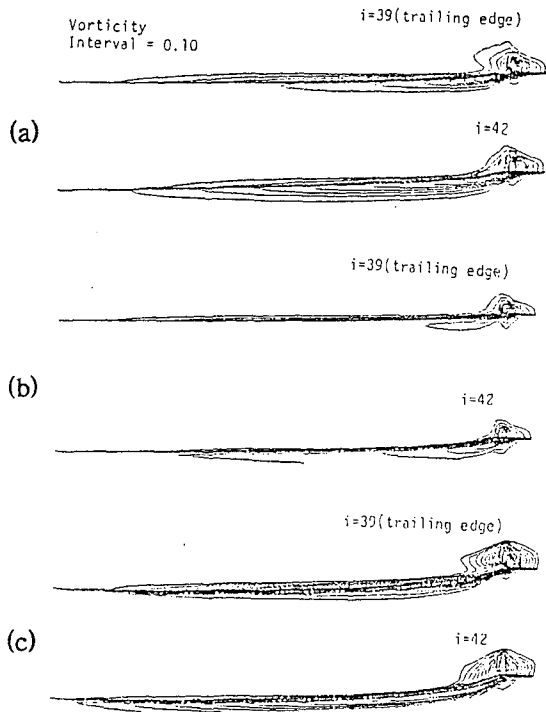 i=39(trailing edge)
Vorticity
Interval = 0.10
(a)
i=42
i=39(trailing edge)
(b)
i=42
i=39(trailing edge)
(c)
i=42